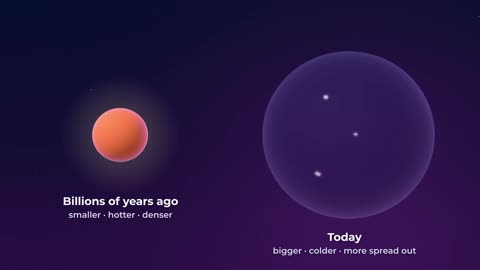 Billions of years ago
smaller · hotter · denser
Today
bigger · colder · more spread out